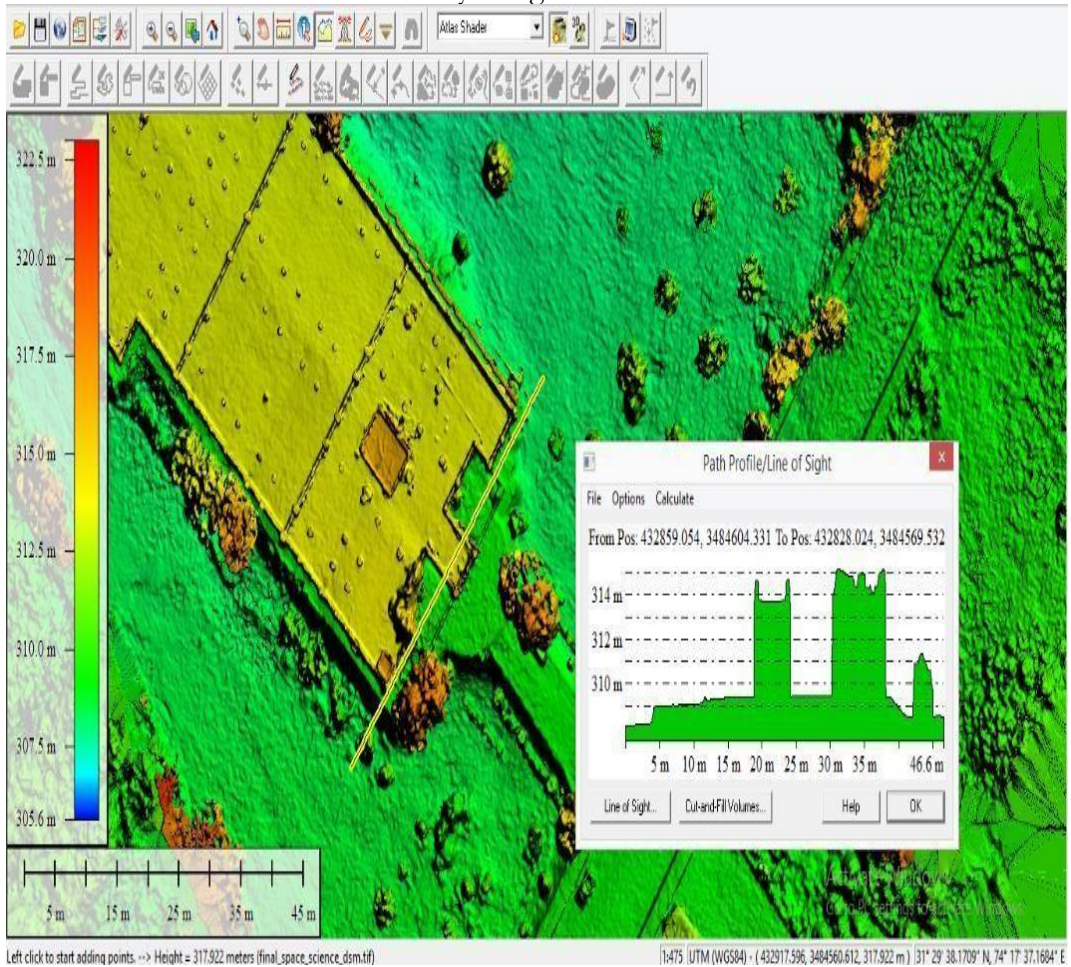 Atlas Shader
322.5 m
320.0 m
317.5 m
315.0 m
312.5 m
310.0 m
307.5 m
305.6 m
5 m 15 m 25 m 35 m 45 m
Path Profile/Line of Sight
File Options Calculate
From Pos: 432859.054, 3484604.331 To Pos: 432828.024, 3484569.532
314 m
312 m
310 m
5 m 10 m 15 m 20 m 25 m 30 m 35 m 46.6 m
Line of Sight... Cut-and-Fill Volumes... Help OK
Left click to start adding points. --> Height = 317.922 meters (final_space_science_dsm.tif)
1:475 UTM (WGS84) - ( 432917.596, 3484560.612, 317.922 m ) 31° 29' 38.1709" N, 74° 17' 37.1684" E